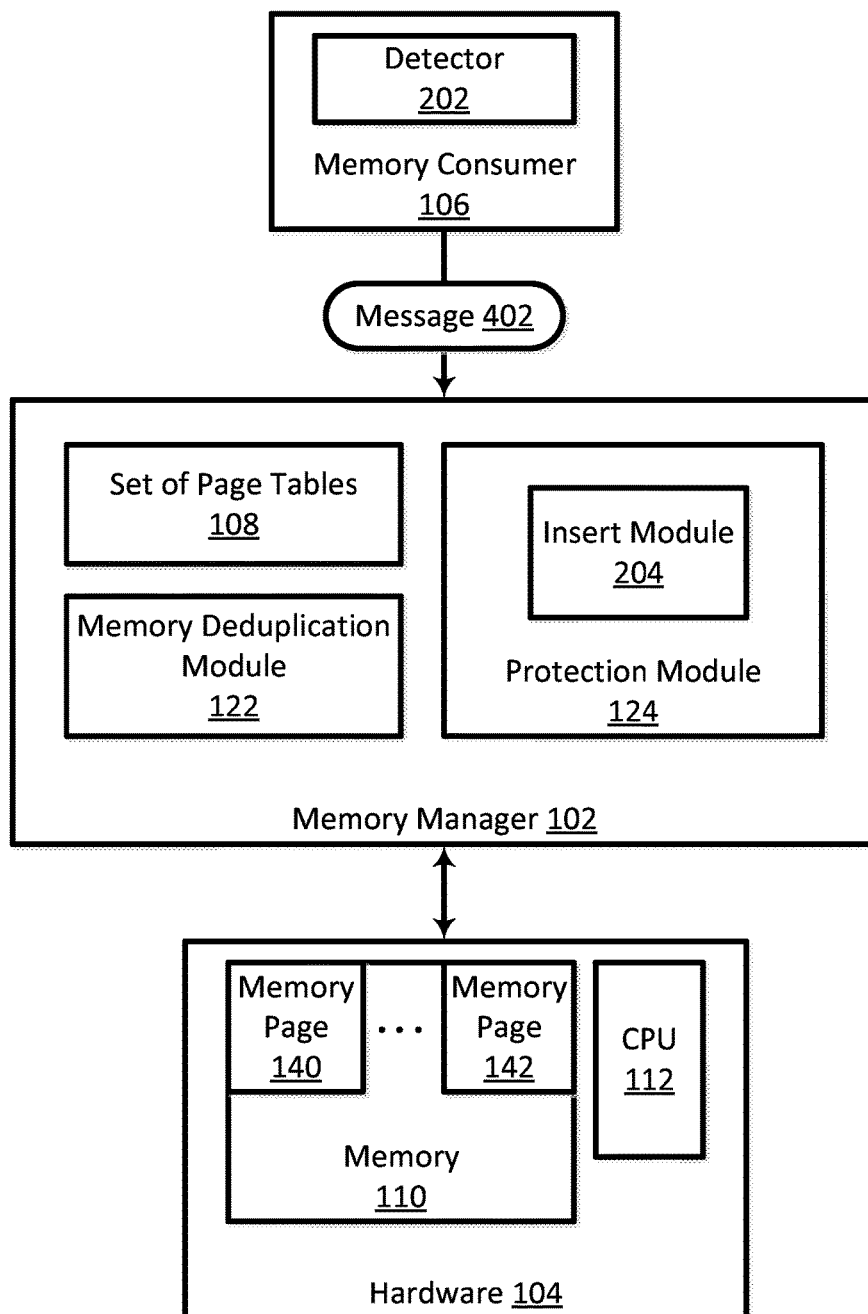 Detector
202
Memory Consumer
106
Message 402
Set of Page Tables
108
Memory Deduplication
Module
122
Insert Module
204
Protection Module
124
Memory Manager 102
Memory
Page
140
...
Memory
Page
142
CPU
112
Memory
110
Hardware 104